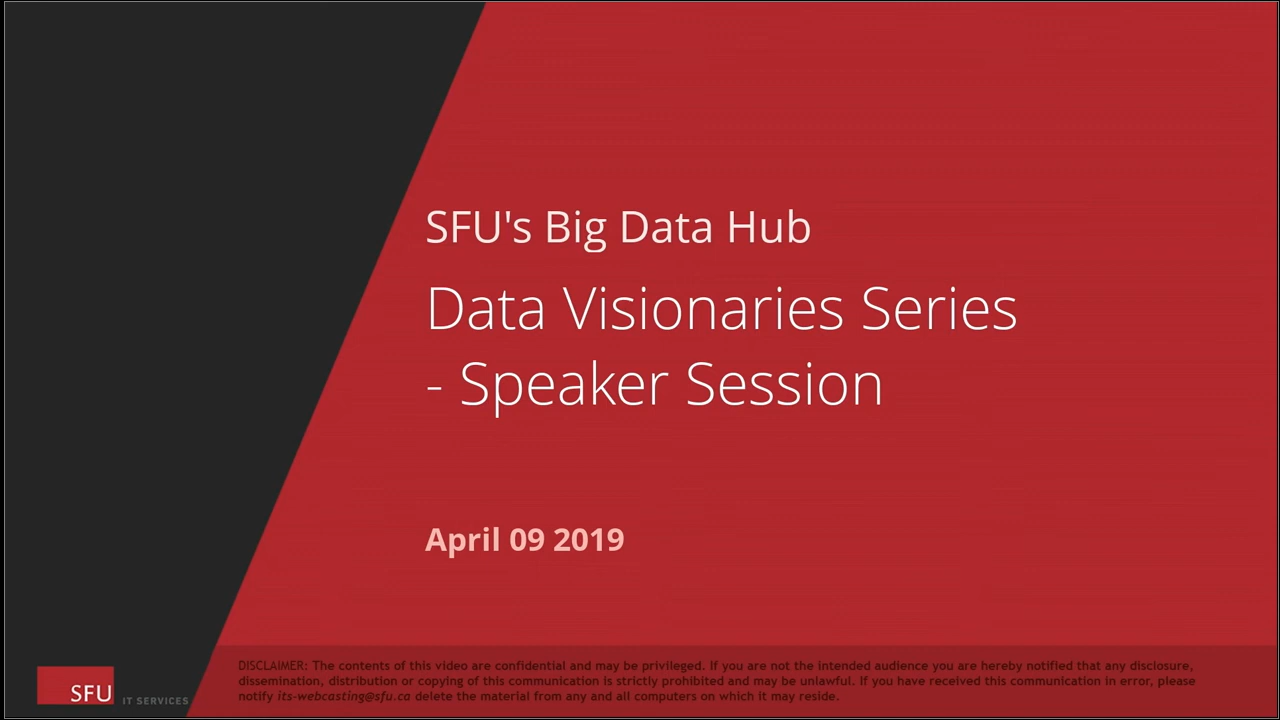 SFU's Big Data Hub
Data Visionaries Series
- Speaker Session
April 09 2019
DISCLAIMER: The contents of this video are confidential and may be privileged. If you are not the intended audience you are hereby notified that any disclosure,
dissemination, distribution or copying of this communication is strictly prohibited and may be unlawful. If you have received this communication in error, please
notify its-webcasting@sfu.ca delete the material from any and all computers on which it may reside.
SFU IT SERVICES